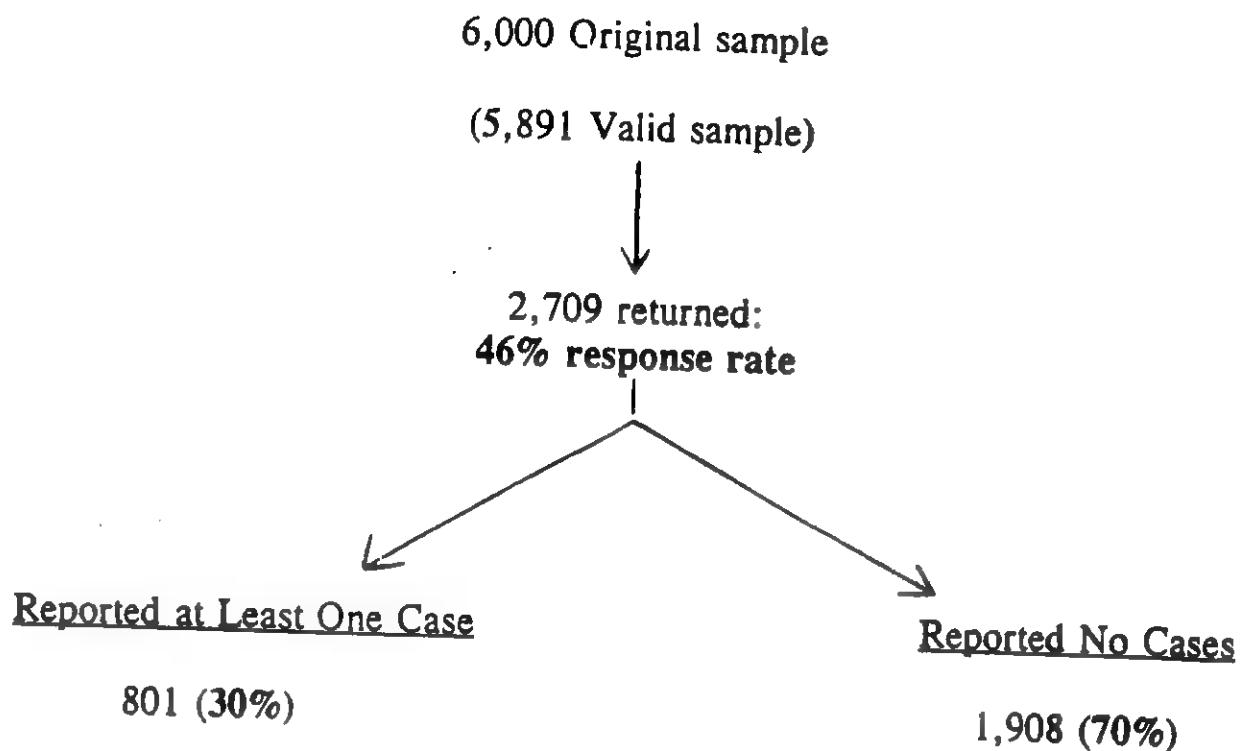 6,000 Original sample
(5,891 Valid sample)
2,709 returned:
46% response rate
Reported at Least One Case
801 (30%)
Reported No Cases
1,908 (70%)